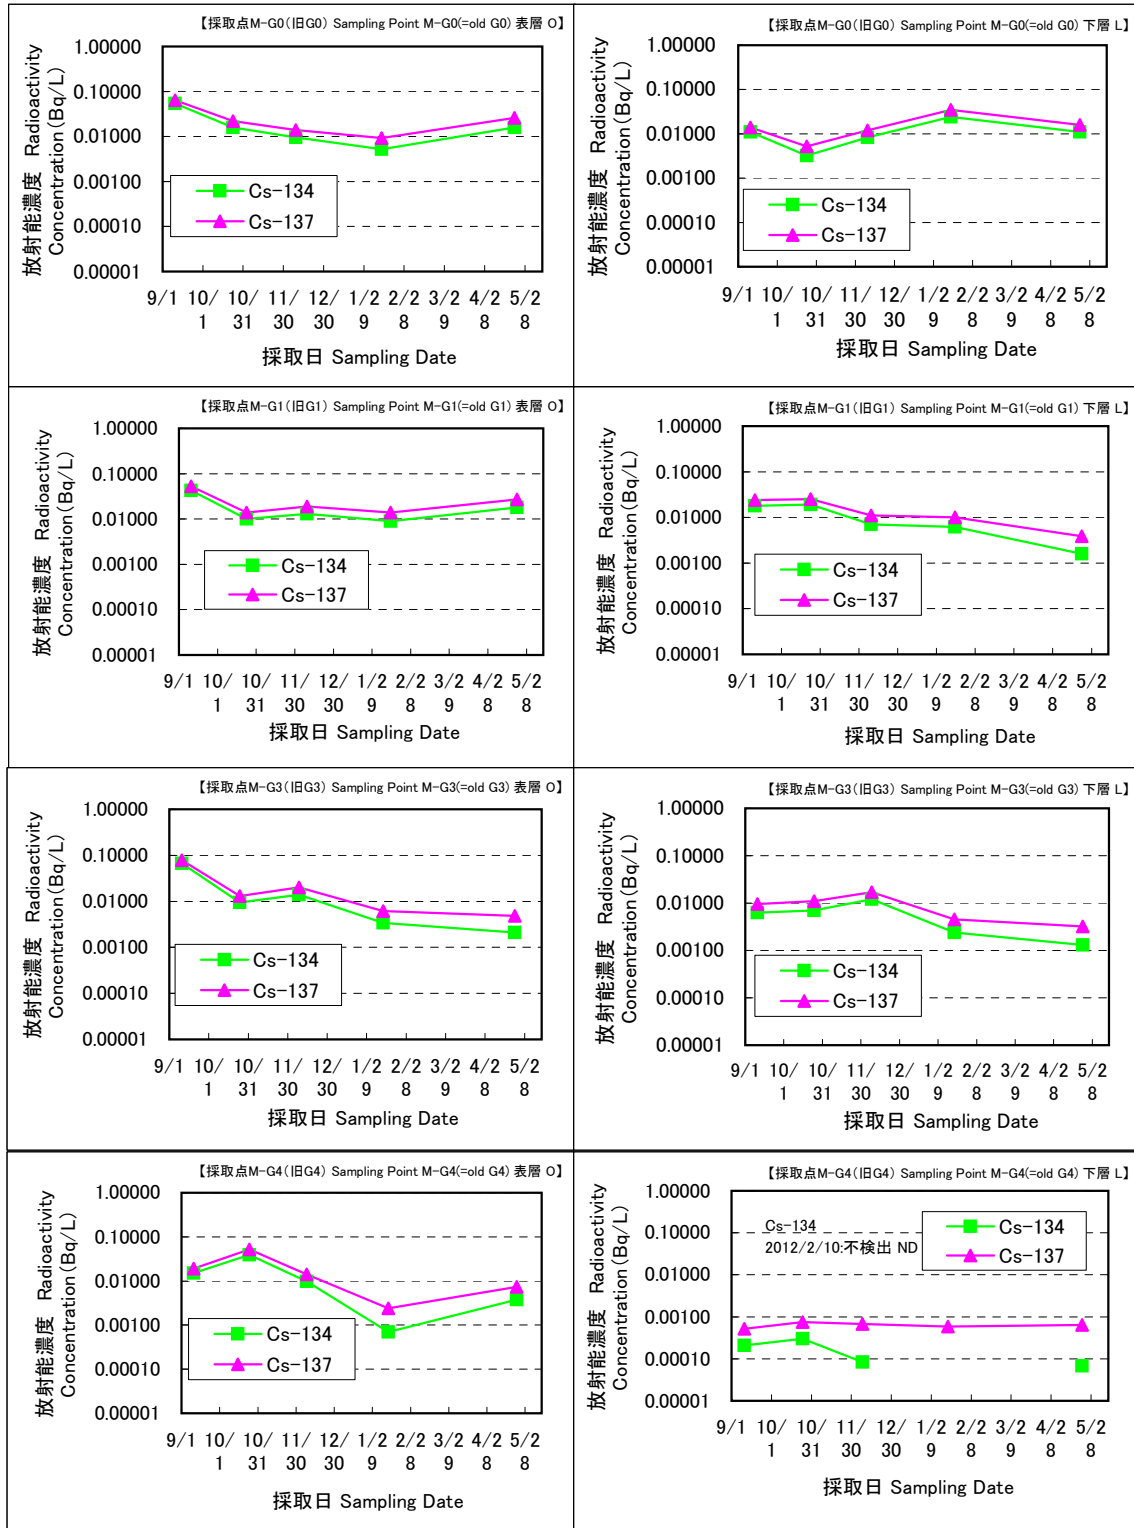 【採取点M-G0(旧G0) Sampling Point M-G0(=old G0) 表層 O】
放射能濃度 Radioactivity
Concentration(Bq/L)
1.00000
0.10000
0.01000
0.00100
0.00010
0.00001
Cs-134
Cs-137
9/1 10/1 10/31 11/30 12/30 1/29 2/28 3/29 4/28 5/28
採取日 Sampling Date
【採取点M-G0(旧G0) Sampling Point M-G0(=old G0) 下層 L】
放射能濃度 Radioactivity
Concentration(Bq/L)
1.00000
0.10000
0.01000
0.00100
0.00010
0.00001
Cs-134
Cs-137
9/1 10/1 10/31 11/30 12/30 1/29 2/28 3/29 4/28 5/28
採取日 Sampling Date
【採取点M-G1(旧G1) Sampling Point M-G1(=old G1) 表層 O】
放射能濃度 Radioactivity
Concentration(Bq/L)
1.00000
0.10000
0.01000
0.00100
0.00010
0.00001
Cs-134
Cs-137
9/1 10/1 10/31 11/30 12/30 1/29 2/28 3/29 4/28 5/28
採取日 Sampling Date
【採取点M-G1(旧G1) Sampling Point M-G1(=old G1) 下層 L】
放射能濃度 Radioactivity
Concentration(Bq/L)
1.00000
0.10000
0.01000
0.00100
0.00010
0.00001
Cs-134
Cs-137
9/1 10/1 10/31 11/30 12/30 1/29 2/28 3/29 4/28 5/28
採取日 Sampling Date
【採取点M-G3(旧G3) Sampling Point M-G3(=old G3) 表層 O】
放射能濃度 Radioactivity
Concentration(Bq/L)
1.00000
0.10000
0.01000
0.00100
0.00010
0.00001
Cs-134
Cs-137
9/1 10/1 10/31 11/30 12/30 1/29 2/28 3/29 4/28 5/28
採取日 Sampling Date
【採取点M-G3(旧G3) Sampling Point M-G3(=old G3) 下層 L】
放射能濃度 Radioactivity
Concentration(Bq/L)
1.00000
0.10000
0.01000
0.00100
0.00010
0.00001
Cs-134
Cs-137
9/1 10/1 10/31 11/30 12/30 1/29 2/28 3/29 4/28 5/28
採取日 Sampling Date
【採取点M-G4(旧G4) Sampling Point M-G4(=old G4) 表層 O】
放射能濃度 Radioactivity
Concentration(Bq/L)
1.00000
0.10000
0.01000
0.00100
0.00010
0.00001
Cs-134
Cs-137
9/1 10/1 10/31 11/30 12/30 1/29 2/28 3/29 4/28 5/28
採取日 Sampling Date
【採取点M-G4(旧G4) Sampling Point M-G4(=old G4) 下層 L】
放射能濃度 Radioactivity
Concentration(Bq/L)
1.00000
0.10000
0.01000
0.00100
0.00010
0.00001
Cs-134
2012/2/10:不検出 ND
Cs-134
Cs-137
9/1 10/1 10/31 11/30 12/30 1/29 2/28 3/29 4/28 5/28
採取日 Sampling Date